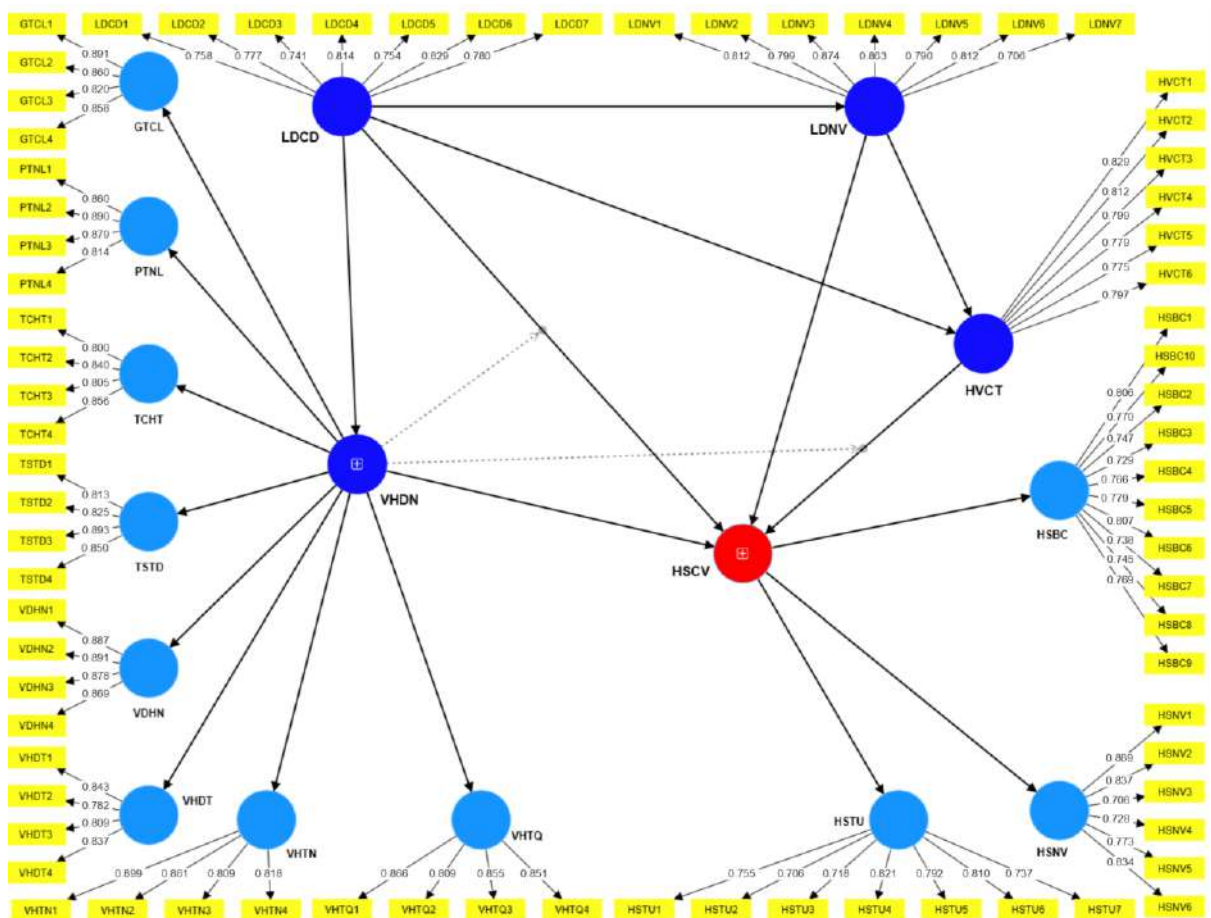 GTCL1 LDCD1 LDCD2 LDCD3 LDCD4 LDCD5 LDCD6 LDCD7 LDNV1 LDNV2 LDNV3 LDNV4 LDNV5 LDNV6 LDNV7
0.891 0.758 0.777 0.741 0.814 0.754 0.829 0.780 0.812 0.799 0.874 0.790 0.812 0.706
GTCL2 0.860
GTCL3 0.820
0.858
GTCL4
GTCL
LDCD
LDNV
HVCT1
HVCT2
HVCT3
HVCT4
HVCT5
HVCT6
0.829
0.812
0.799
0.779
0.775
0.797
HVCT
PTNL1
0.860
PTNL2 0.890
PTNL3 0.879
0.814
PTNL4
PTNL
TCHT1
0.800
TCHT2 0.840
TCHT3 0.805
0.856
TCHT4
TCHT
HSBC1
HSBC10
HSBC2
HSBC3
HSBC4
HSBC5
HSBC6
HSBC7
HSBC8
HSBC9
0.806
0.770
0.747
0.729
0.766
0.779
0.807
0.738
0.745
0.769
HSBC
TSTD1
0.813
TSTD2 0.825
TSTD3 0.893
0.850
TSTD4
TSTD
VHDN
HSCV
VDHN1
0.887
VDHN2 0.891
VDHN3 0.878
0.869
VDHN4
VDHN
HSNV1
HSNV2
HSNV3
HSNV4
HSNV5
HSNV6
0.869
0.837
0.706
0.728
0.773
0.834
HSNV
VHDT1
0.843
VHDT2 0.782
VHDT3 0.809
0.837
VHDT4
VHDT
VHTN
VHTQ
HSTU
0.899 0.861 0.809 0.818 0.866 0.855 0.851 0.755 0.706 0.718 0.821 0.792 0.810 0.737
VHTN1 VHTN2 VHTN3 VHTN4 VHTQ1 VHTQ2 VHTQ3 VHTQ4 HSTU1 HSTU2 HSTU3 HSTU4 HSTU5 HSTU6 HSTU7